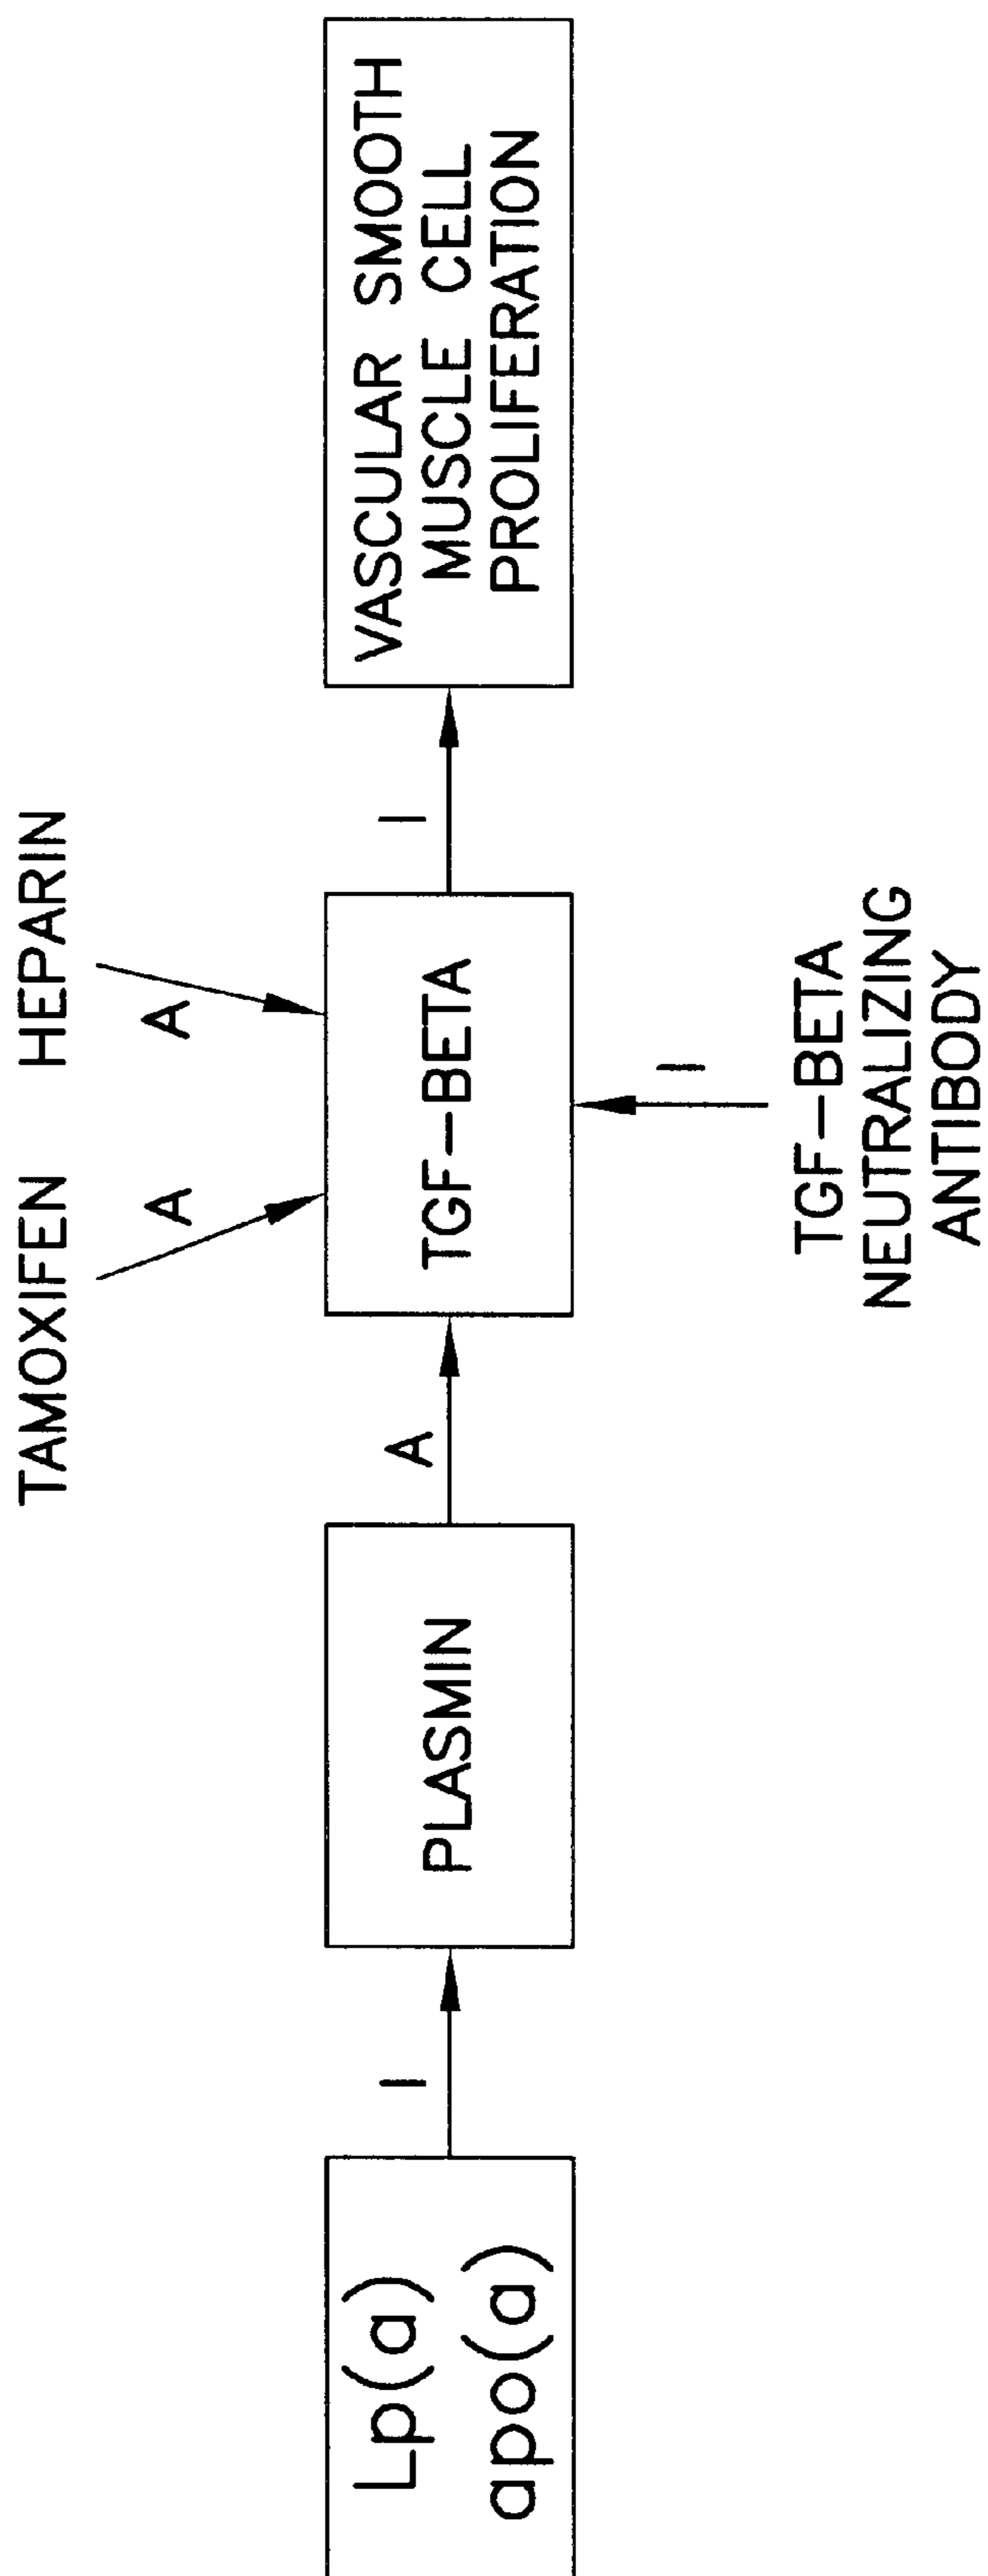 TAMOXIFEN HEPARIN
A A
Lp(a)
apo(a)
I
PLASMIN
A
TGF-BETA
I
VASCULAR SMOOTH
MUSCLE CELL
PROLIFERATION
I
TGF-BETA
NEUTRALIZING
ANTIBODY